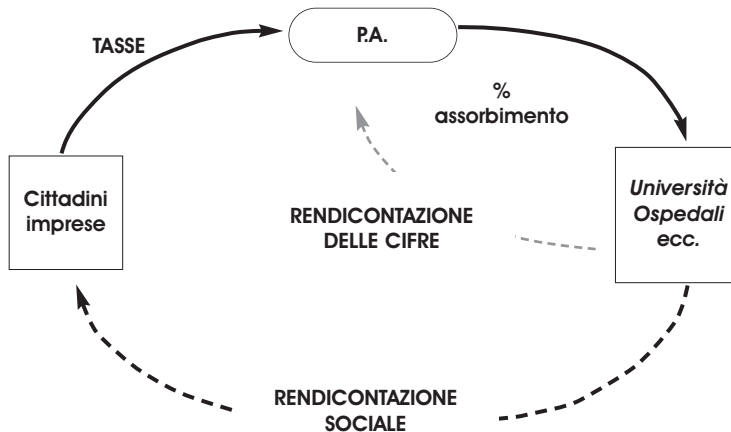 TASSE
P.A.
%
assorbimento
Cittadini
imprese
Università
Ospedali
ecc.
RENDICONTAZIONE
DELLE CIFRE
RENDICONTAZIONE
SOCIALE